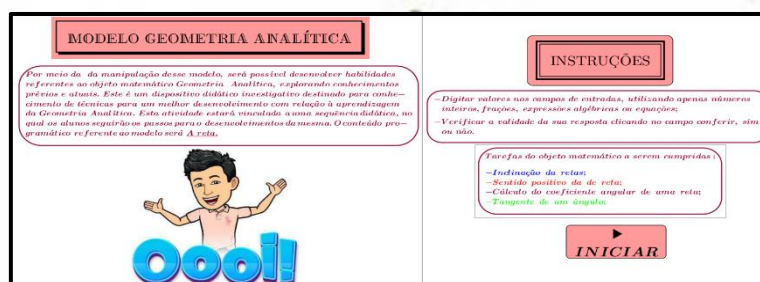 MODELO GEOMETRIA ANALÍTICA
Por meio da da manipulação desse modelo, será possível desenvolver habilidades
referentes ao objeto matemático Geometria Analítica, explorando conhecimentos
prévios e atuais. Este é um dispositivo didático investigativo destinado para conhe-
cimento de técnicas para um melhor desenvolvimento com relação à aprendizagem
da Geometria Analítica. Esta atividade estará vinculada a uma sequência didática, no
qual os alunos seguirão os passos para o desenvolvimentos da mesma. O conteúdo pro-
gramático referente ao modelo será A reta.
Oooi!
INSTRUÇÕES
-Digitar valores nos campos de entradas, utilizando apenas números
inteiros, frações, expressões algébricas ou equações;
-Verificar a validade da sua resposta clicando no campo conferir, sim
ou não.
Tarefas do objeto matemático a serem cumpridas:
-Inclinação da retas;
-Sentido positivo da de reta;
-Cálculo do coeficiente angular de uma reta;
-Tangente de um ângulo;
INICIAR